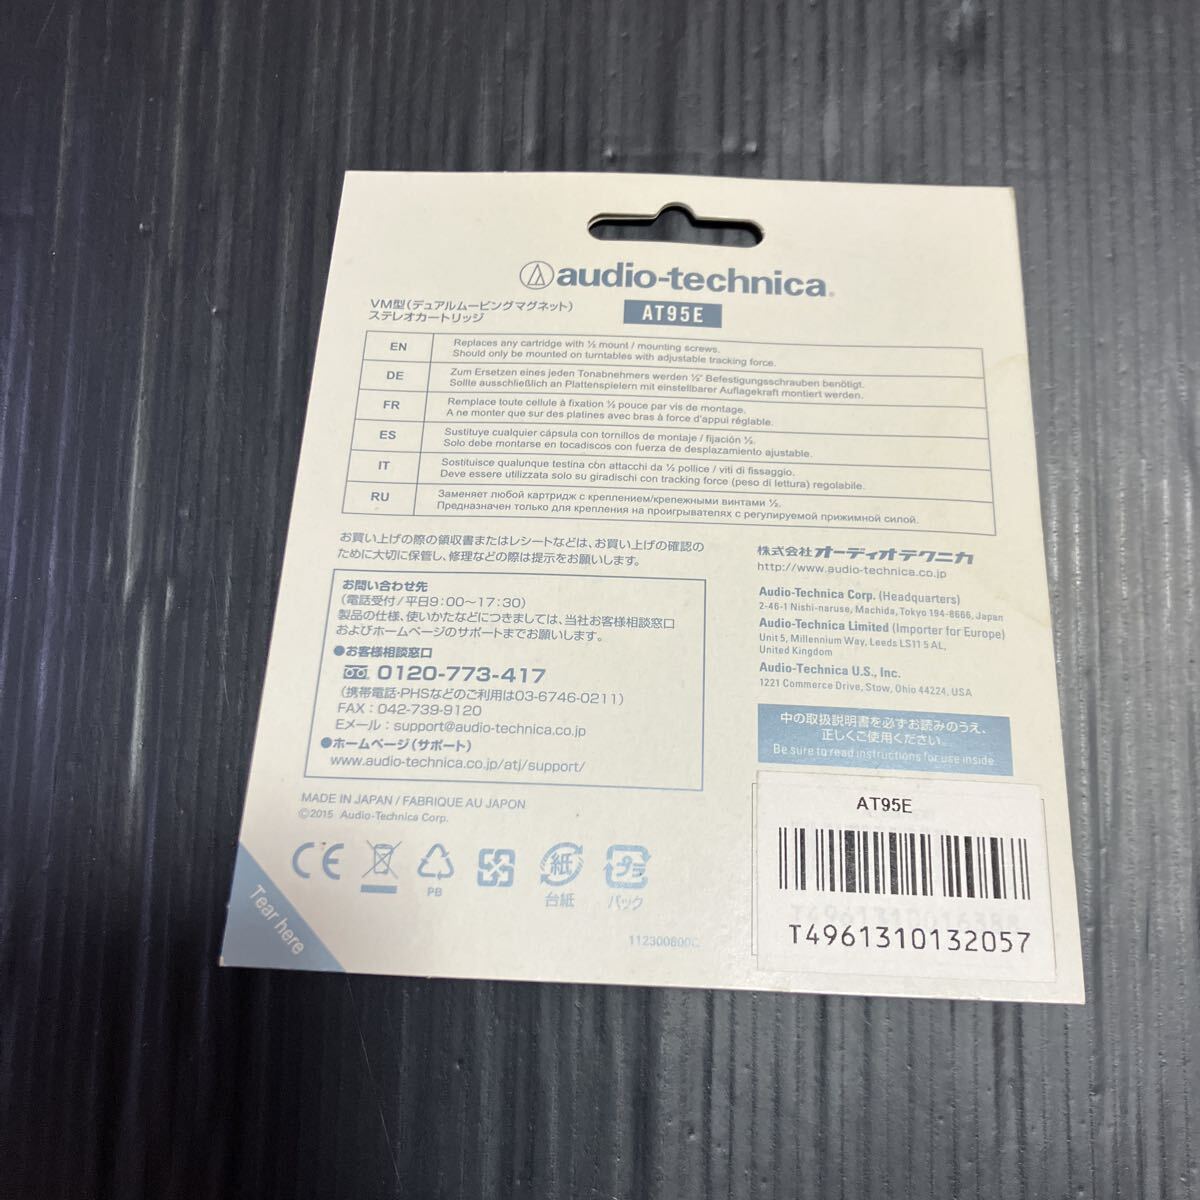 audio-technica®
VM型(デュアルムービングマグネット)
ステレオカートリッジ
AT95E
EN
Replaces any cartridge with ½ mount / mounting screws.
Should only be mounted on turntables with adjustable tracking force.
DE
Zum Ersetzen eines jeden Tonabnehmers werden ½" Befestigungsschrauben benötigt.
Sollte ausschließlich an Plattenspielern mit einstellbarer Auflagekraft montiert werden.
FR
Remplace toute cellule à fixation ½ pouce par vis de montage.
A ne monter que sur des platines avec bras à force d'appui réglable.
ES
Sustituye cualquier cápsula con tornillos de montaje / fijación ½.
Solo debe montarse en tocadiscos con fuerza de desplazamiento ajustable.
IT
Sostituisce qualunque testina con attacchi da ½ pollice / viti di fissaggio.
Deve essere utilizzata solo su giradischi con tracking force (peso di lettura) regolabile.
RU
Заменяет любой картридж с креплением/крепежными винтами ½.
Предназначен только для крепления на проигрывателях с регулируемой прижимной силой.
お買い上げの際の領収書またはレシートなどは、お買い上げの確認の
ために大切に保管し、修理などの際は提示をお願いします。
お問い合わせ先
(電話受付/平日9:00〜17:30)
製品の仕様、使いかたなどにつきましては、当社お客様相談窓口
およびホームページのサポートまでお願いします。
●お客様相談窓口
0120-773-417
(携帯電話・PHSなどのご利用は03-6746-0211)
FAX:042-739-9120
Eメール:support@audio-technica.co.jp
●ホームページ(サポート)
www.audio-technica.co.jp/atj/support/
株式会社オーディオテクニカ
http://www.audio-technica.co.jp
Audio-Technica Corp. (Headquarters)
2-46-1 Nishi-naruse, Machida, Tokyo 194-8666, Japan
Audio-Technica Limited (Importer for Europe)
Unit 5, Millennium Way, Leeds LS11 5 AL,
United Kingdom
Audio-Technica U.S., Inc.
1221 Commerce Drive, Stow, Ohio 44224, USA
中の取扱説明書を必ずお読みのうえ、
正しくご使用ください。
Be sure to read instructions for use inside.
MADE IN JAPAN / FABRIQUE AU JAPON
©2015 Audio-Technica Corp.
CE
PB
紙
台紙
プラ
パック
112300800C
Tear here
AT95E
T4961310132057